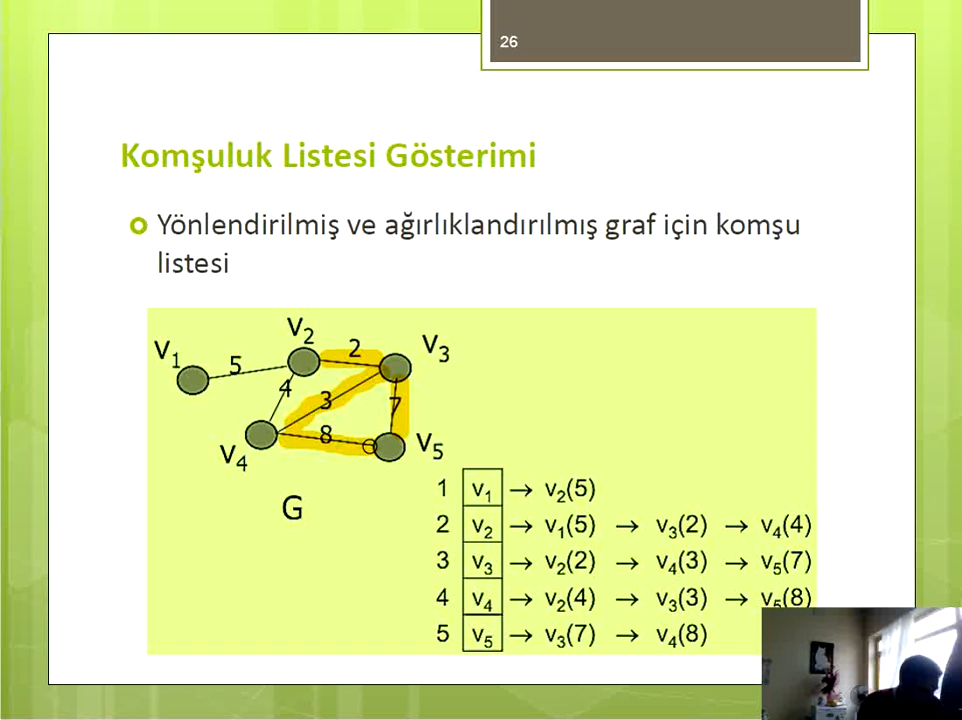 26
Komşuluk Listesi Gösterimi
Yönlendirilmiş ve ağırlıklandırılmış graf için komşu
listesi
V₁
5
V₂
2
V₃
4
3
7
8
V₄
V₅
G
1 v₁ → v₂(5)
2 v₂ → v₁(5) → v₃(2) → v₄(4)
3 v₃ → v₂(2) → v₄(3) → v₅(7)
4 v₄ → v₂(4) → v₃(3) → v₅(8)
5 v₅ → v₃(7) → v₄(8)